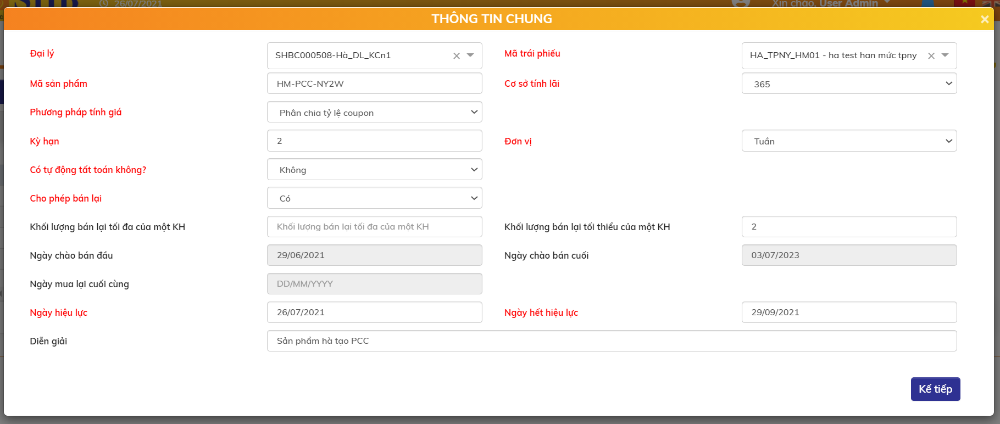 26/07/2021
Xin chào, User Admin
THÔNG TIN CHUNG
Đại lý SHBC000508-Hà_DL_KCn1 Mã trái phiếu HA_TPNY_HM01 - ha test han mức tpny
Mã sản phẩm HM-PCC-NY2W Cơ sở tính lãi 365
Phương pháp tính giá Phân chia tỷ lệ coupon
Kỳ hạn 2 Đơn vị Tuần
Có tự động tất toán không? Không
Cho phép bán lại Có
Khối lượng bán lại tối đa của một KH Khối lượng bán lại tối đa của một KH Khối lượng bán lại tối thiểu của một KH 2
Ngày chào bán đầu 29/06/2021 Ngày chào bán cuối 03/07/2023
Ngày mua lại cuối cùng DD/MM/YYYY
Ngày hiệu lực 26/07/2021 Ngày hết hiệu lực 29/09/2021
Diễn giải Sản phẩm hà tạo PCC
Kế tiếp